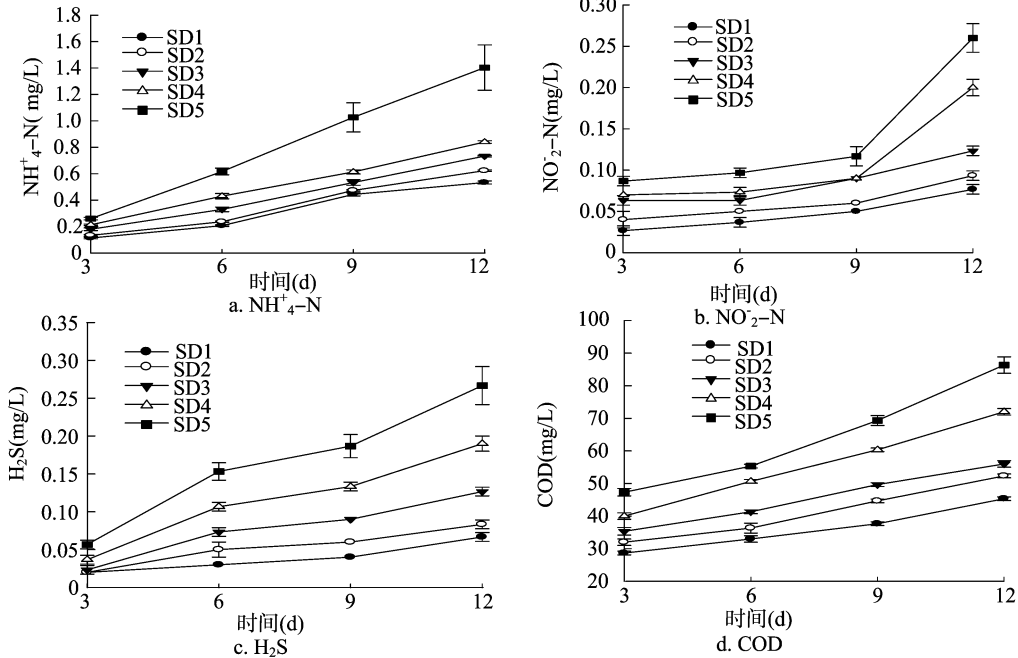 NH⁺₄−N( mg/L)
1.8
1.6
1.4
1.2
1.0
0.8
0.6
0.4
0.2
0
SD1
SD2
SD3
SD4
SD5
3 6 9 12
时间(d)
a. NH⁺₄−N
NO⁻₂−N(mg/L)
0.30
0.25
0.20
0.15
0.10
0.05
0.00
SD1
SD2
SD3
SD4
SD5
3 6 9 12
时间(d)
b. NO⁻₂−N
H₂S(mg/L)
0.35
0.30
0.25
0.20
0.15
0.10
0.05
0
SD1
SD2
SD3
SD4
SD5
3 6 9 12
时间(d)
c. H₂S
COD(mg/L)
100
90
80
70
60
50
40
30
20
SD1
SD2
SD3
SD4
SD5
3 6 9 12
时间(d)
d. COD